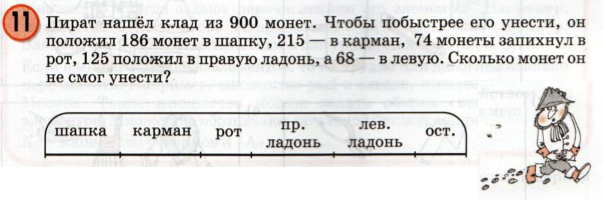 11 Пират нашёл клад из 900 монет. Чтобы побыстрее его унести, он
положил 186 монет в шапку, 215 — в карман, 74 монеты запихнул в
рот, 125 положил в правую ладонь, а 68 — в левую. Сколько монет он
не смог унести?
шапка карман рот пр. ладонь лев. ладонь ост.